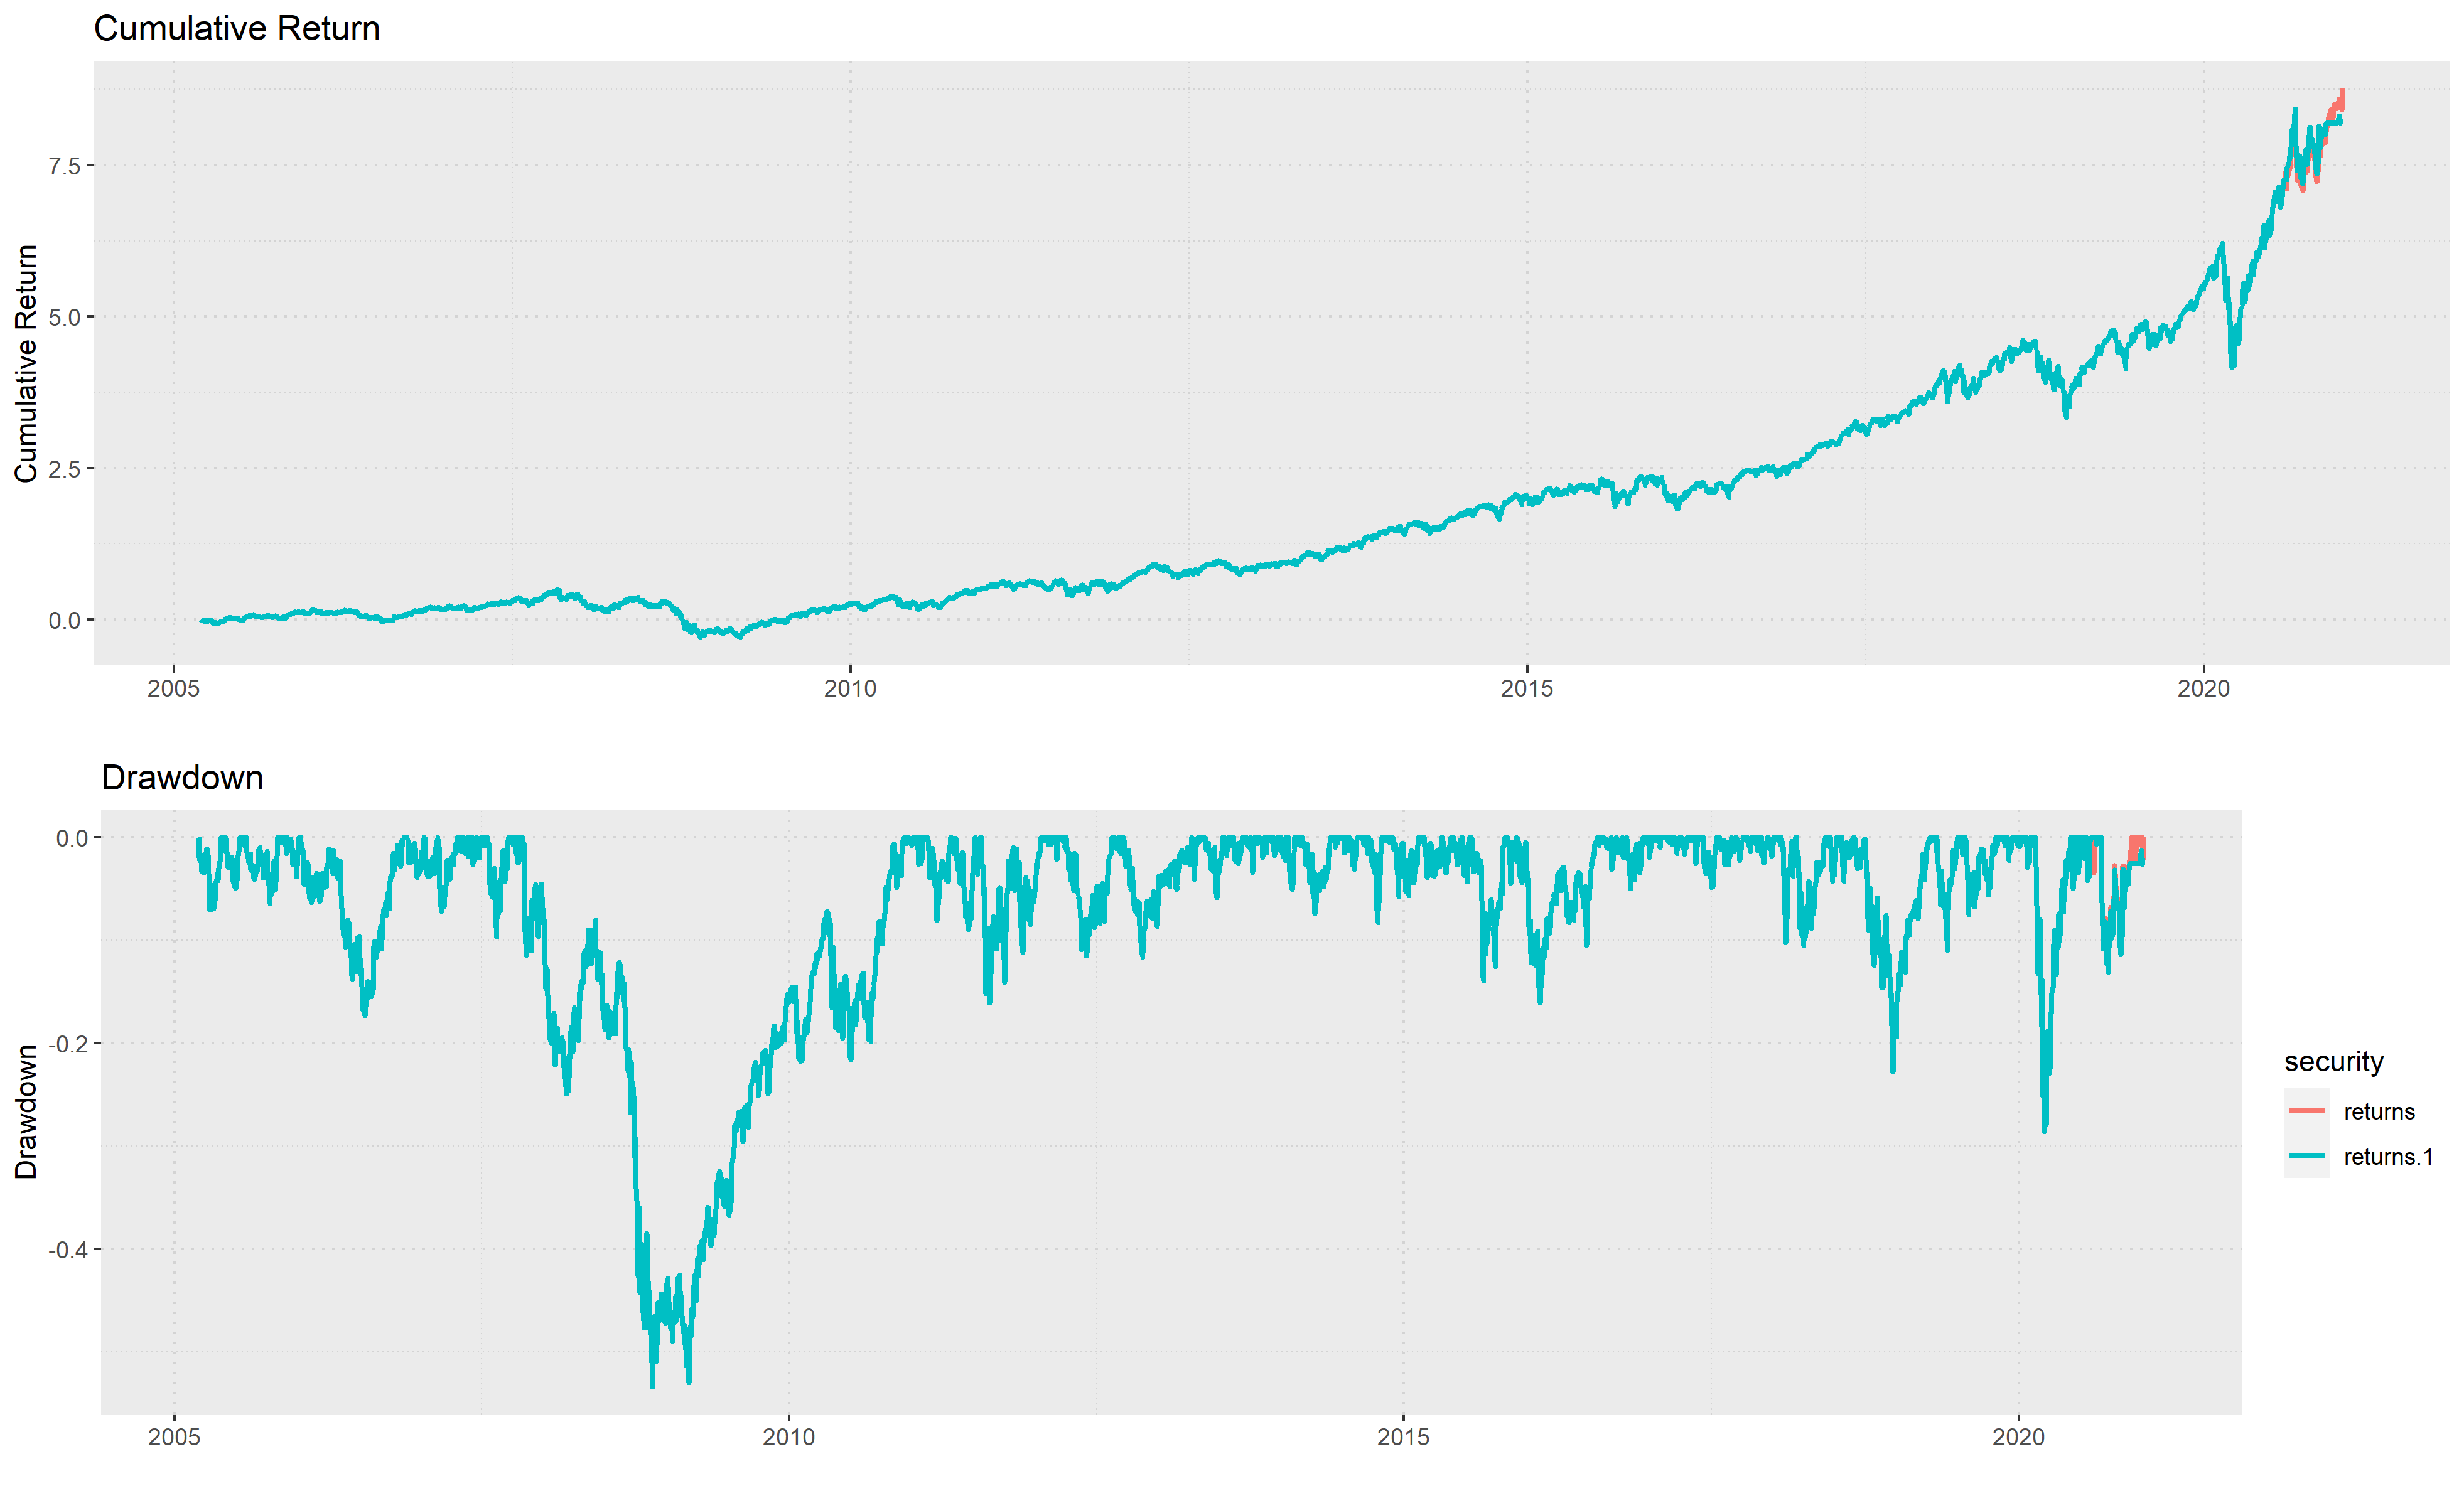 Cumulative Return
Cumulative Return
7.5
5.0
2.5
0.0
2005 2010 2015 2020
Drawdown
Drawdown
0.0
-0.2
-0.4
2005 2010 2015 2020
security
returns
returns.1